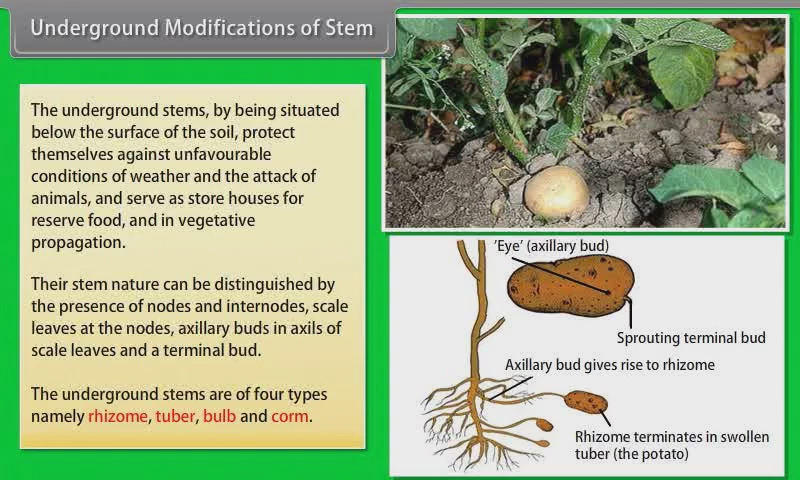 Underground Modifications of Stem
The underground stems, by being situated
below the surface of the soil, protect
themselves against unfavourable
conditions of weather and the attack of
animals, and serve as store houses for
reserve food, and in vegetative
propagation.
Their stem nature can be distinguished by
the presence of nodes and internodes, scale
leaves at the nodes, axillary buds in axils of
scale leaves and a terminal bud.
The underground stems are of four types
namely rhizome, tuber, bulb and corm.
'Eye' (axillary bud)
Sprouting terminal bud
Axillary bud gives rise to rhizome
Rhizome terminates in swollen
tuber (the potato)